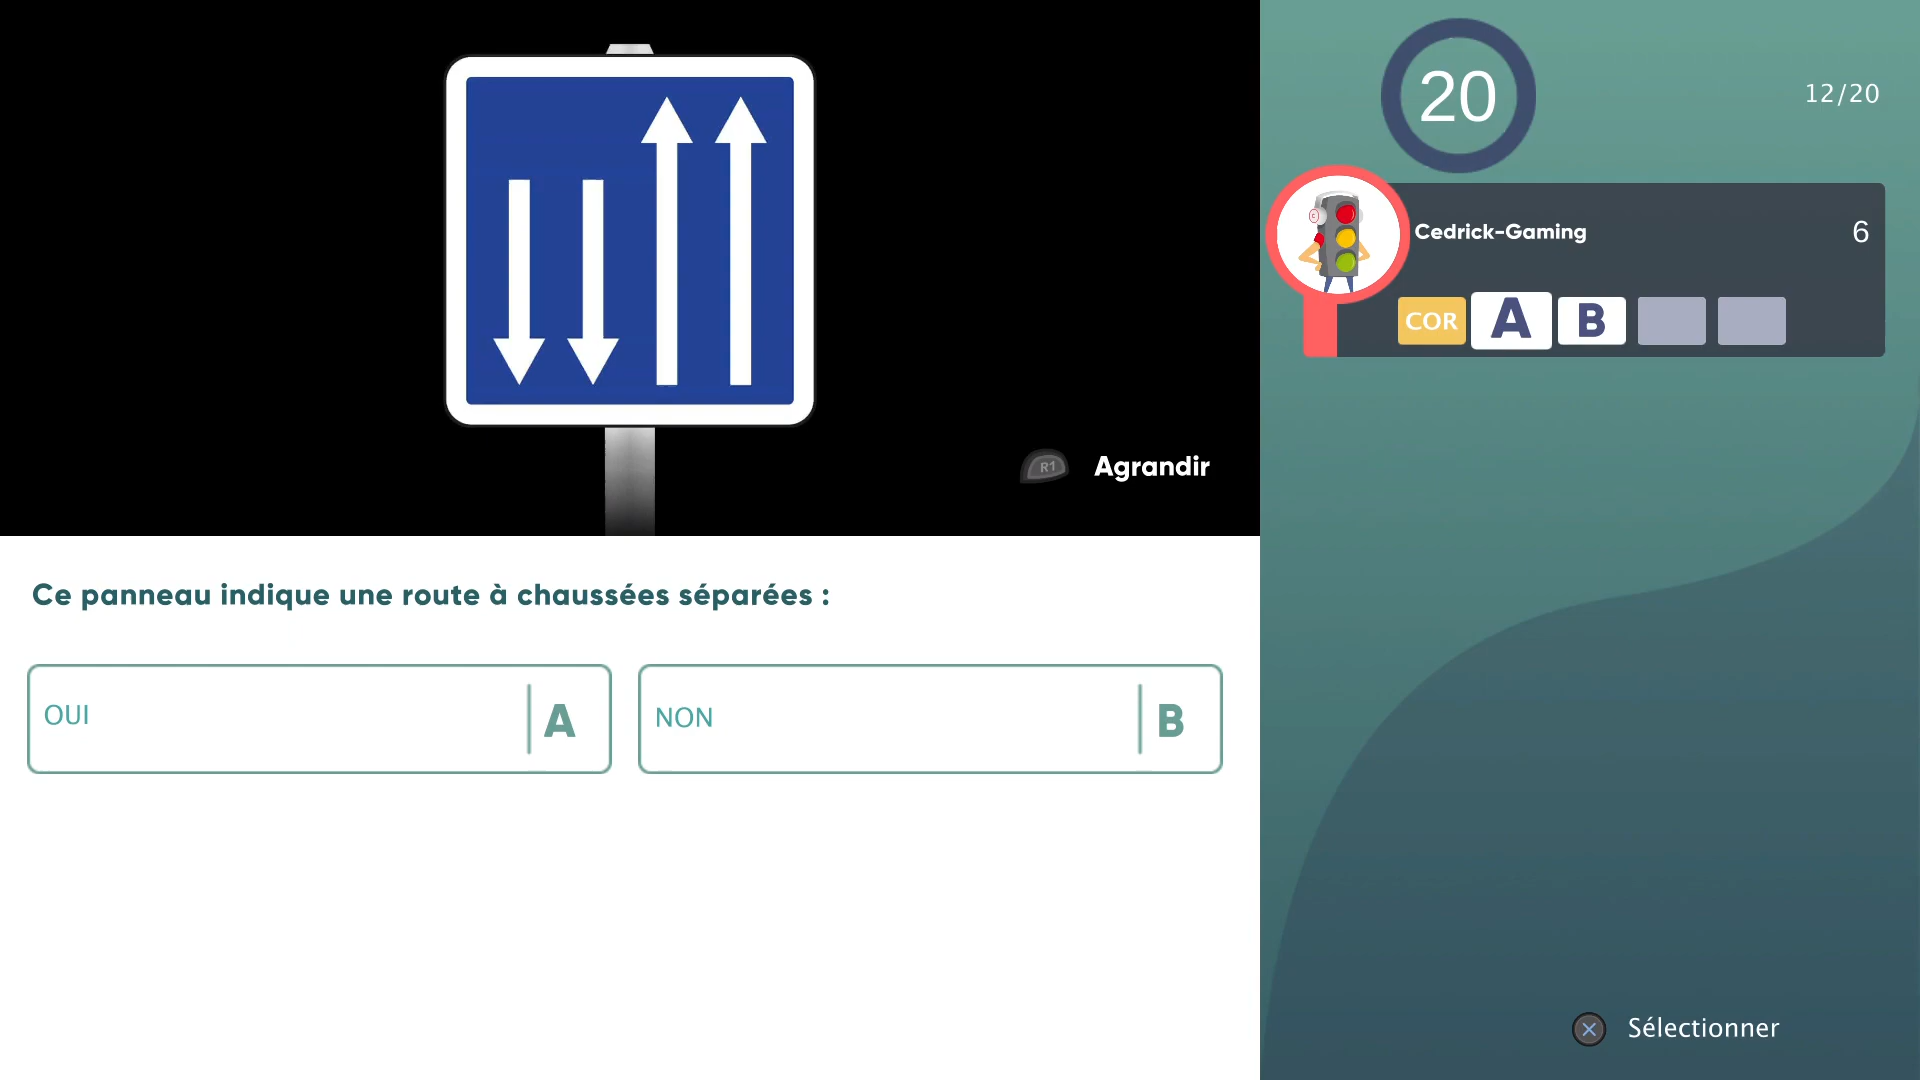 20
12/20
Cedrick-Gaming
6
COR
A
B
R1
Agrandir
Ce panneau indique une route à chaussées séparées :
OUI
A
NON
B
Sélectionner